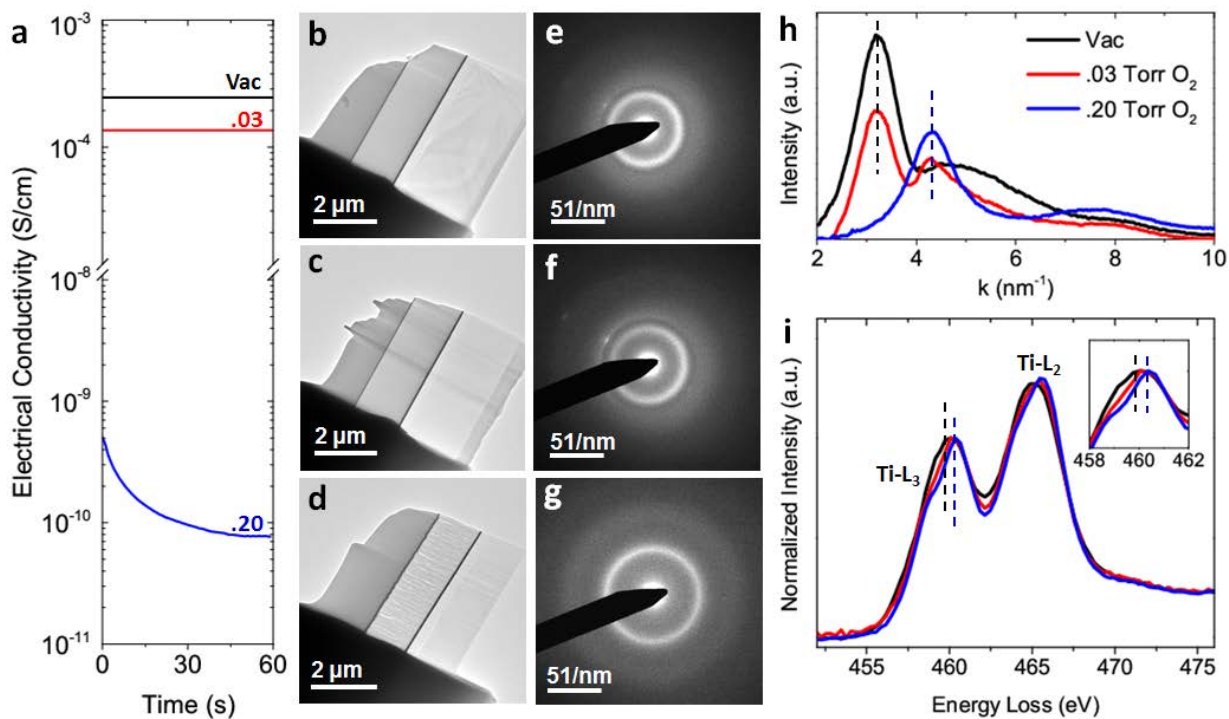 a
10⁻³
Vac
.03
10⁻⁴
10⁻⁸
10⁻⁹
10⁻¹⁰
.20
10⁻¹¹
0
30
60
Electrical Conductivity (S/cm)
Time (s)
b
2 µm
c
2 µm
d
2 µm
e
51/nm
f
51/nm
g
51/nm
h
Vac
.03 Torr O₂
.20 Torr O₂
Intensity (a.u.)
2
4
6
8
10
k (nm⁻¹)
i
Ti-L₃
Ti-L₂
458
460
462
Normalized Intensity (a.u.)
455
460
465
470
475
Energy Loss (eV)